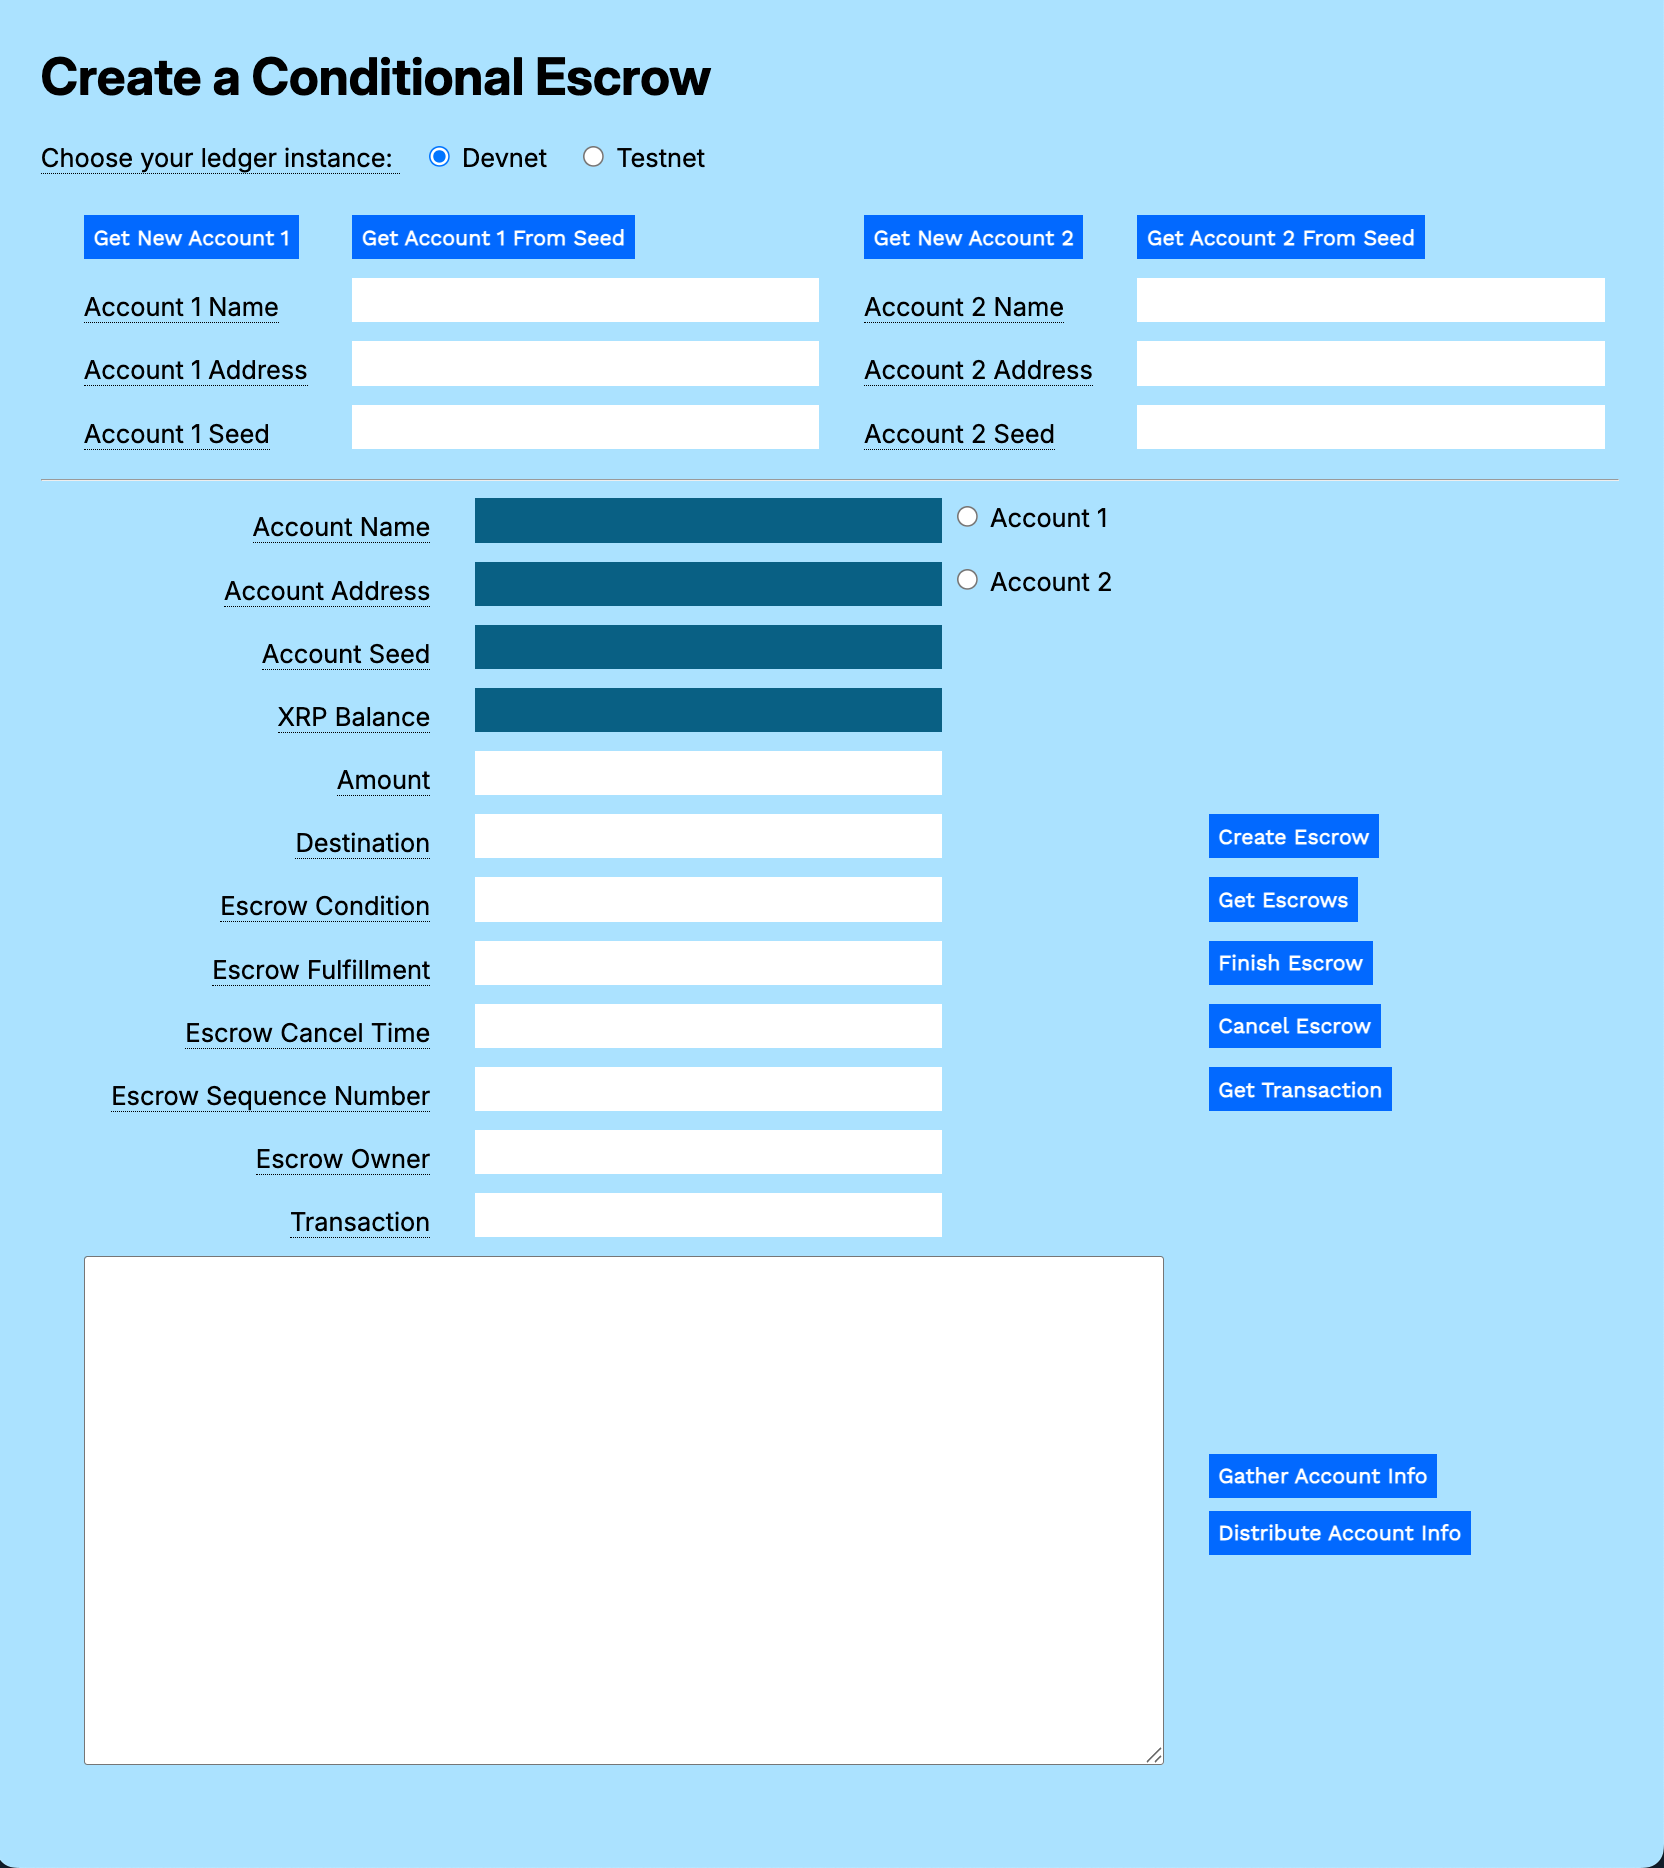 Create a Conditional Escrow
Choose your ledger instance: Devnet Testnet
Get New Account 1 Get Account 1 From Seed Get New Account 2 Get Account 2 From Seed
Account 1 Name Account 2 Name
Account 1 Address Account 2 Address
Account 1 Seed Account 2 Seed
Account Name Account 1
Account Address Account 2
Account Seed
XRP Balance
Amount
Destination Create Escrow
Escrow Condition Get Escrows
Escrow Fulfillment Finish Escrow
Escrow Cancel Time Cancel Escrow
Escrow Sequence Number Get Transaction
Escrow Owner
Transaction
Gather Account Info
Distribute Account Info